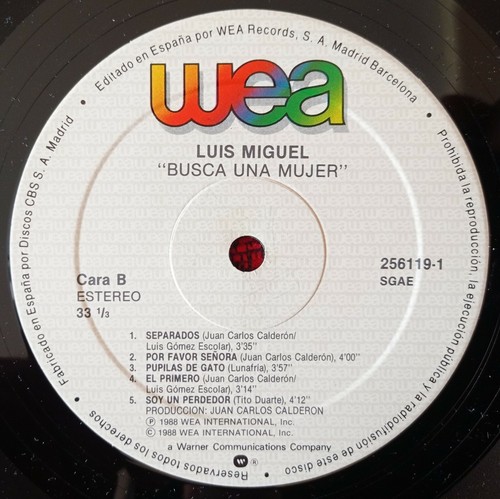 • Editado en España por WEA Records, S. A. Madrid Barcelona •
wea
LUIS MIGUEL
"BUSCA UNA MUJER"
Cara B
ESTEREO
33 1/3
256119-1
SGAE
1. SEPARADOS (Juan Carlos Calderón/
Luis Gómez Escolar), 3'35"
2. POR FAVOR SEÑORA (Juan Carlos Calderón), 4'00"
3. PUPILAS DE GATO (Lunafría), 3'57"
4. EL PRIMERO (Juan Carlos Calderón/
Luis Gómez Escolar), 3'14"
5. SOY UN PERDEDOR (Tito Duarte), 4'12"
PRODUCCION: JUAN CARLOS CALDERON
Ⓟ 1988 WEA INTERNATIONAL, Inc.
© 1988 WEA INTERNATIONAL, Inc.
a Warner Communications Company
W ®
Fabricado en España por Discos CBS S. A. Madrid •
Prohibida la reproducción, la ejecución pública y la radiodifusión de este disco •
Reservados todos los derechos